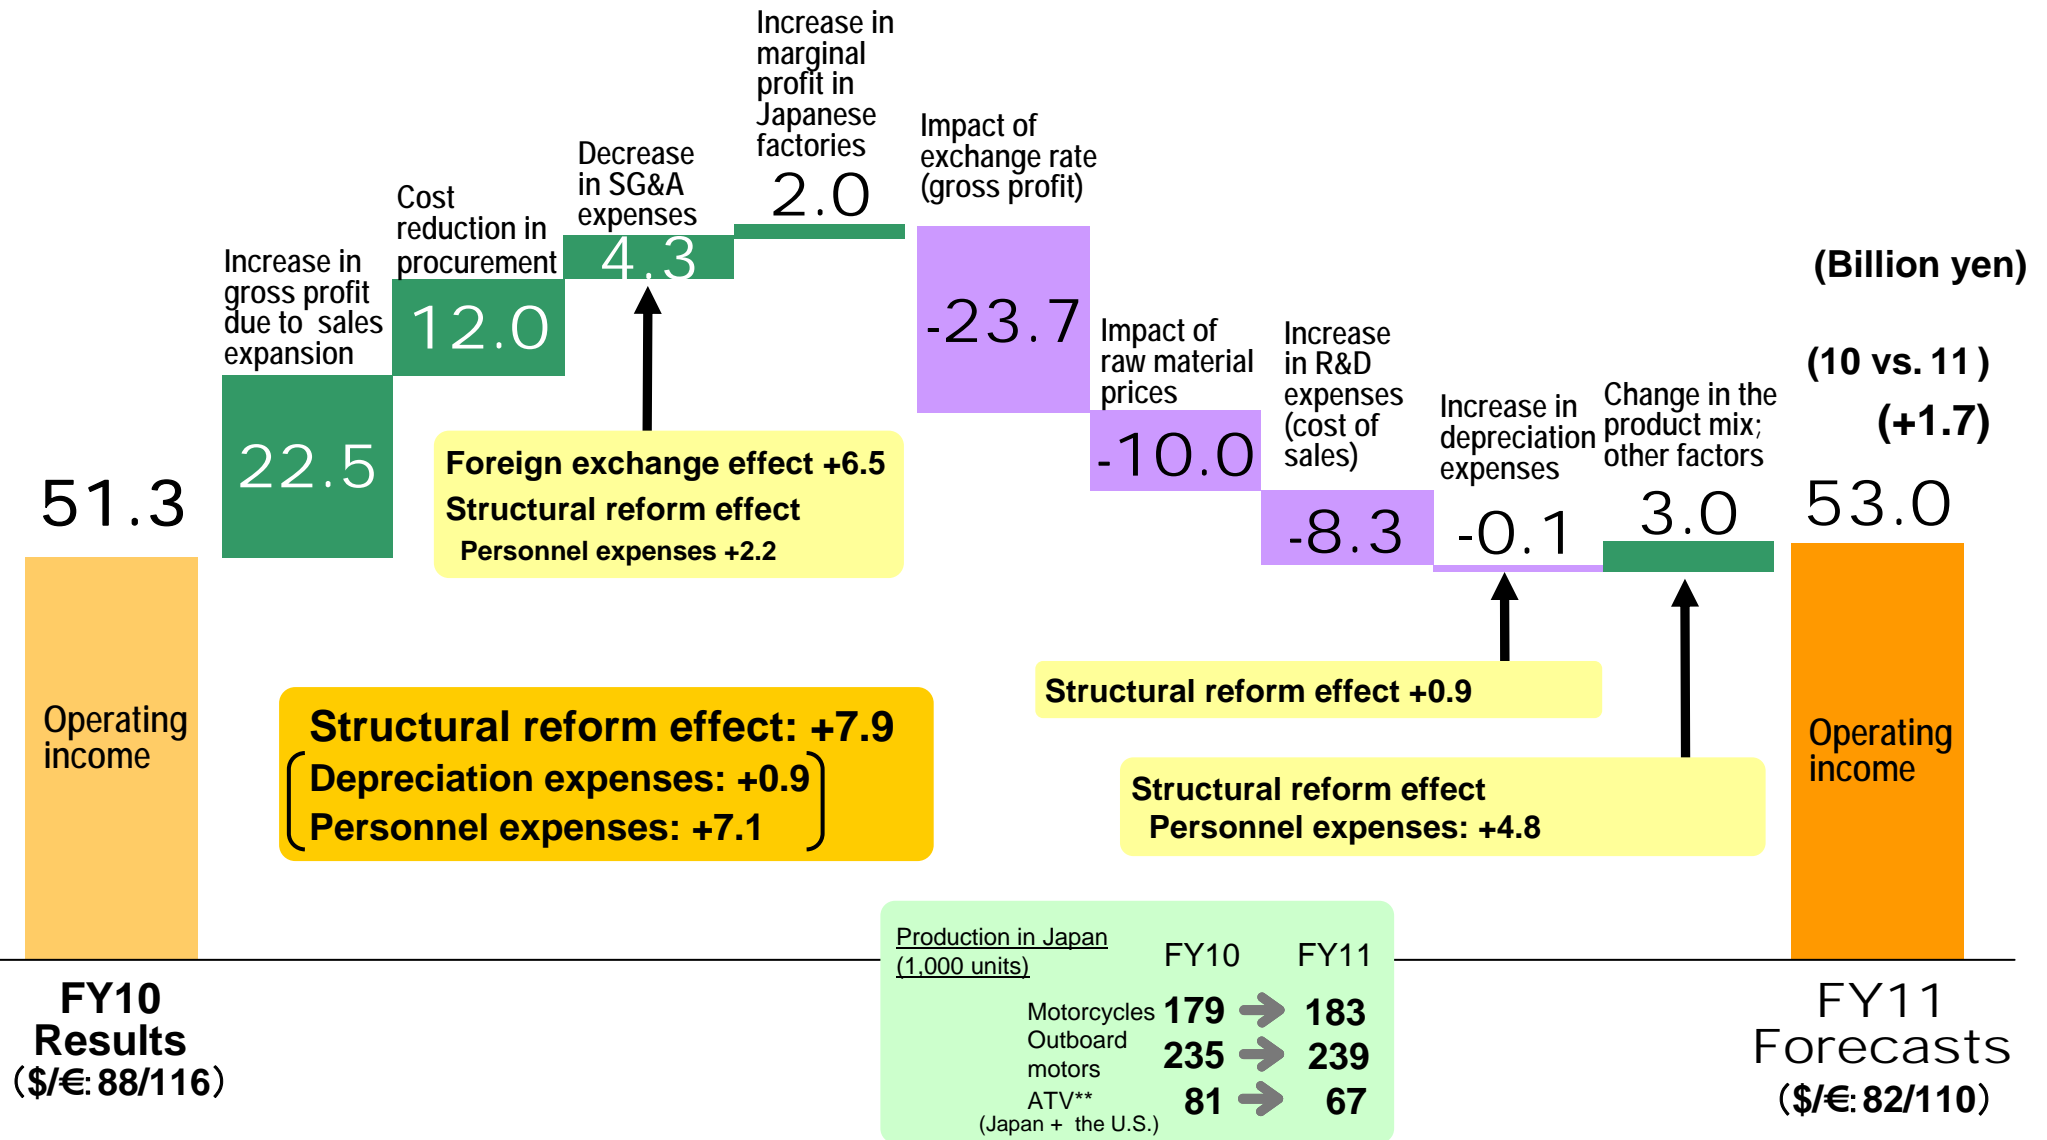 Increase in
marginal
profit in
Japanese
factories
2.0
Impact of
exchange rate
(gross profit)
-23.7
Decrease
in SG&A
expenses
4.3
Cost
reduction in
procurement
12.0
Increase in
gross profit
due to sales
expansion
22.5
51.3
Operating
income
FY10
Results
($/€: 88/116)
Foreign exchange effect +6.5
Structural reform effect
Personnel expenses +2.2
Structural reform effect: +7.9
Depreciation expenses: +0.9
Personnel expenses: +7.1
Impact of
raw material
prices
-10.0
Increase
in R&D
expenses
(cost of
sales)
-8.3
Increase in
depreciation
expenses
-0.1
Change in the
product mix;
other factors
3.0
(Billion yen)
(10 vs. 11)
(+1.7)
53.0
Operating
income
Structural reform effect +0.9
Structural reform effect
Personnel expenses: +4.8
Production in Japan
(1,000 units)
FY10 FY11
Motorcycles 179 183
Outboard
motors 235 239
ATV** 81 67
(Japan + the U.S.)
FY11
Forecasts
($/€: 82/110)